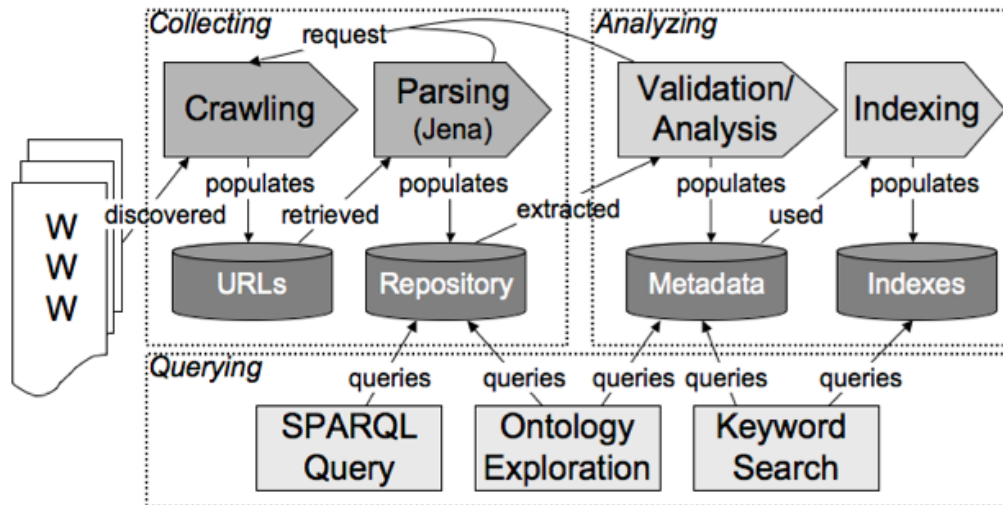 Collecting
Analyzing
request
Crawling
Parsing
(Jena)
Validation/
Analysis
Indexing
populates
populates
populates
populates
discovered
retrieved
extracted
used
W
W
W
URLs
Repository
Metadata
Indexes
Querying
queries
queries
queries
queries
queries
SPARQL
Query
Ontology
Exploration
Keyword
Search